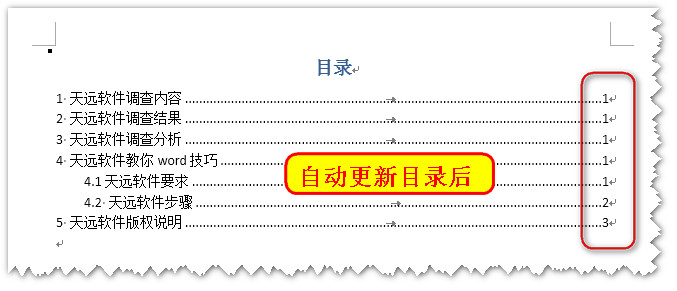 目录
1 天远软件调查内容 ........................................ 1
2 天远软件调查结果 ........................................ 1
3 天远软件调查分析 ........................................ 1
4 天远软件教你 word 技巧 ........................................ 1
自动更新目录后
4.1 天远软件要求 ........................................ 1
4.2 天远软件步骤 ........................................ 2
5 天远软件版权说明 ........................................ 3